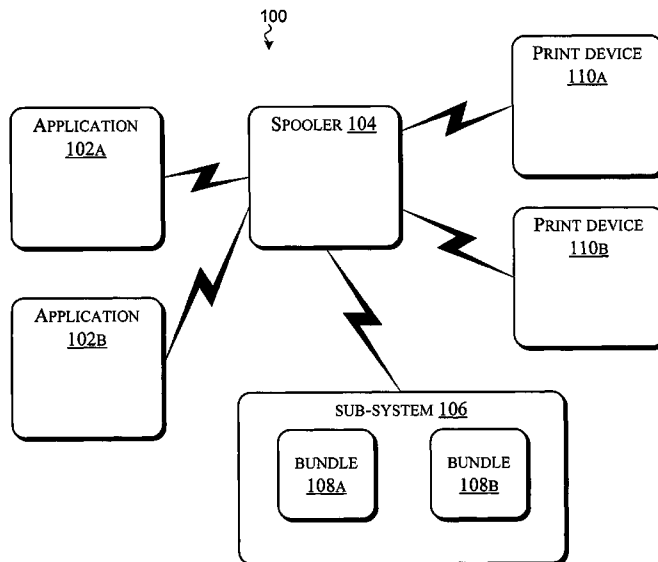 100
PRINT DEVICE
110A
APPLICATION
102A
SPOOLER 104
PRINT DEVICE
110B
APPLICATION
102B
SUB-SYSTEM 106
BUNDLE
108A
BUNDLE
108B